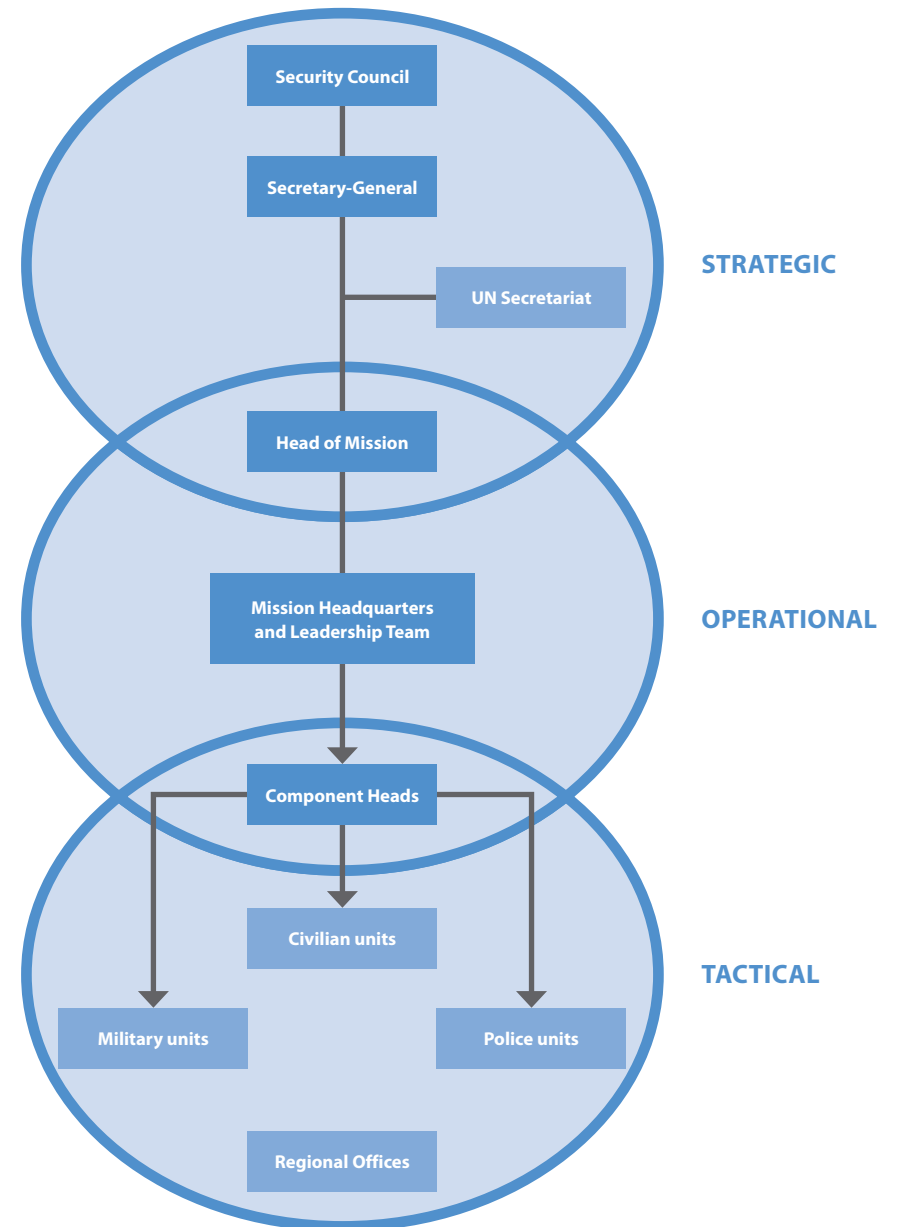 Security Council
Secretary-General
STRATEGIC
UN Secretariat
Head of Mission
Mission Headquarters
and Leadership Team
OPERATIONAL
Component Heads
Civilian units
TACTICAL
Military units
Police units
Regional Offices